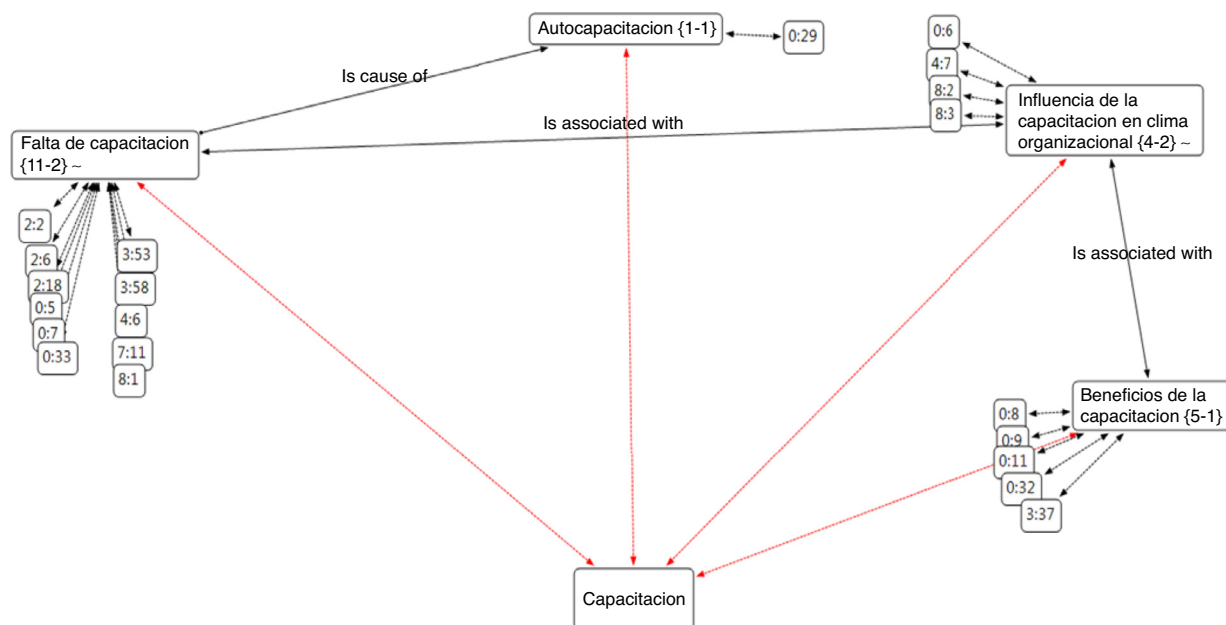 Autocapacitacion {1-1}
0:29
Is cause of
0:6
4:7
8:2
8:3
Influencia de la
capacitacion en clima
organizacional {4-2} ~
Is associated with
Falta de capacitacion
{11-2} ~
2:2
2:6
2:18
0:5
0:7
0:33
3:53
3:58
4:6
7:11
8:1
Is associated with
Beneficios de la
capacitacion {5-1}
0:8
0:9
0:11
0:32
3:37
Capacitacion